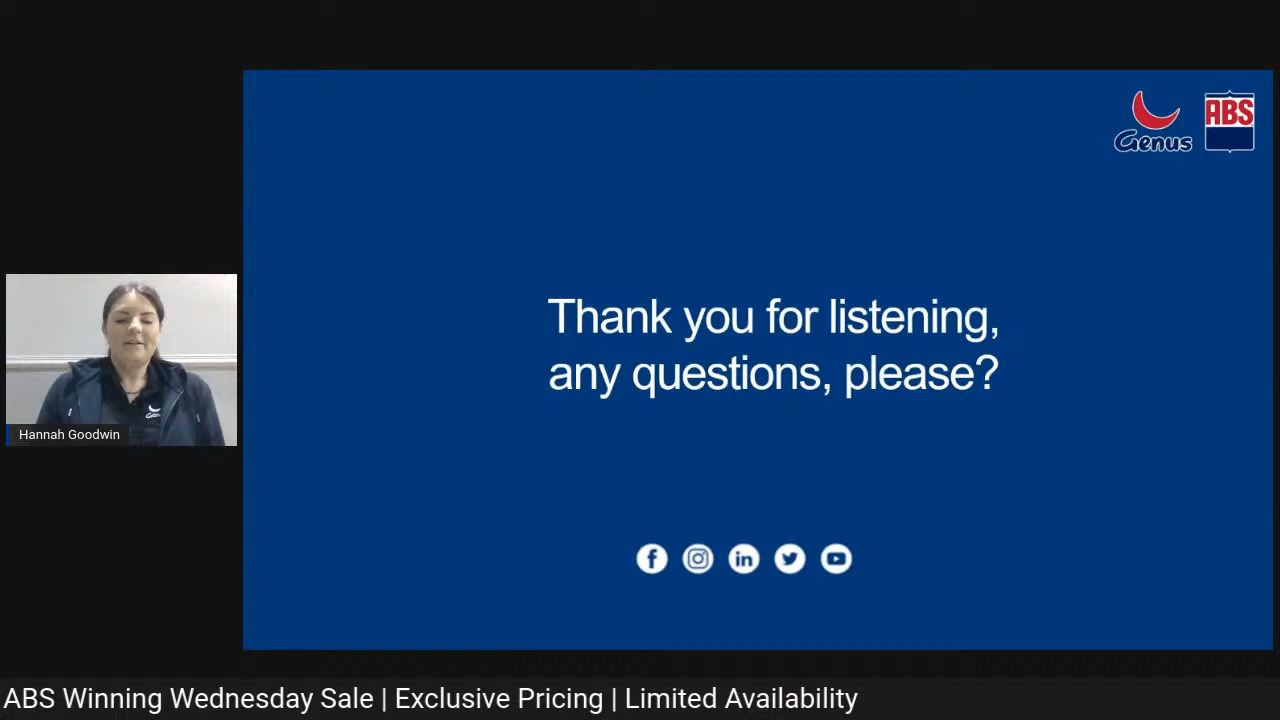 Genus
ABS
Thank you for listening,
any questions, please?
Genus
Hannah Goodwin
ABS Winning Wednesday Sale | Exclusive Pricing | Limited Availability